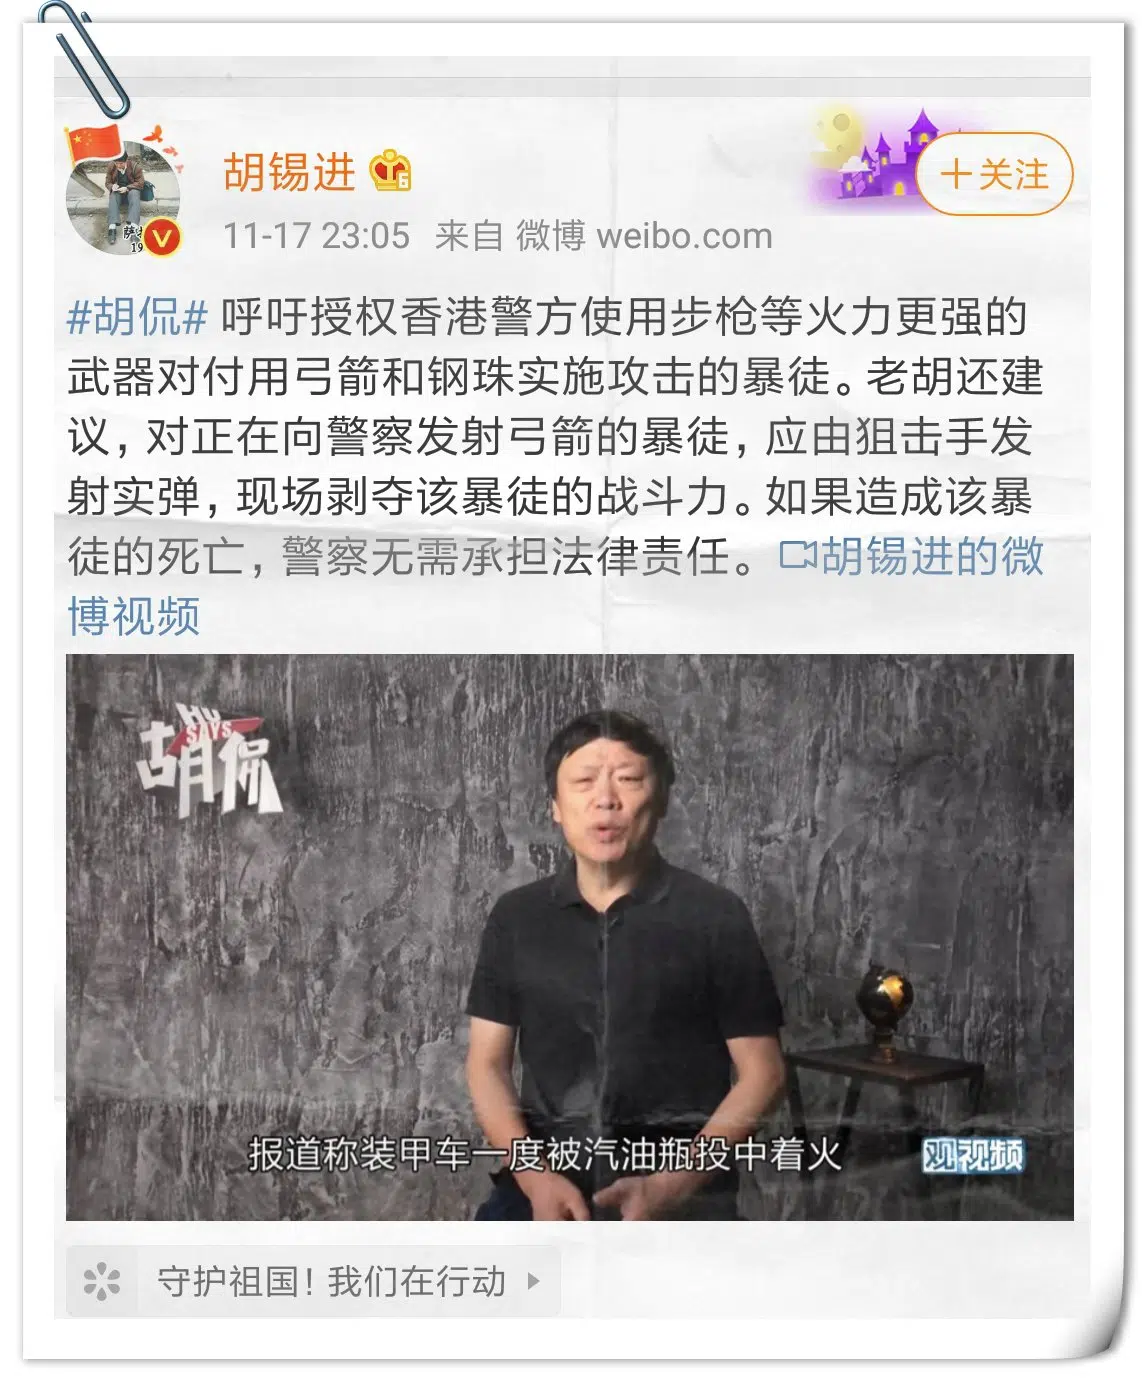 胡锡进
6
+关注
11-17 23:05 来自 微博 weibo.com
#胡侃# 呼吁授权香港警方使用步枪等火力更强的
武器对付用弓箭和钢珠实施攻击的暴徒。老胡还建
议，对正在向警察发射弓箭的暴徒，应由狙击手发
射实弹，现场剥夺该暴徒的战斗力。如果造成该暴
徒的死亡，警察无需承担法律责任。胡锡进的微
博视频
HU
SAYS
胡侃
报道称装甲车一度被汽油瓶投中着火
观视频
守护祖国！我们在行动